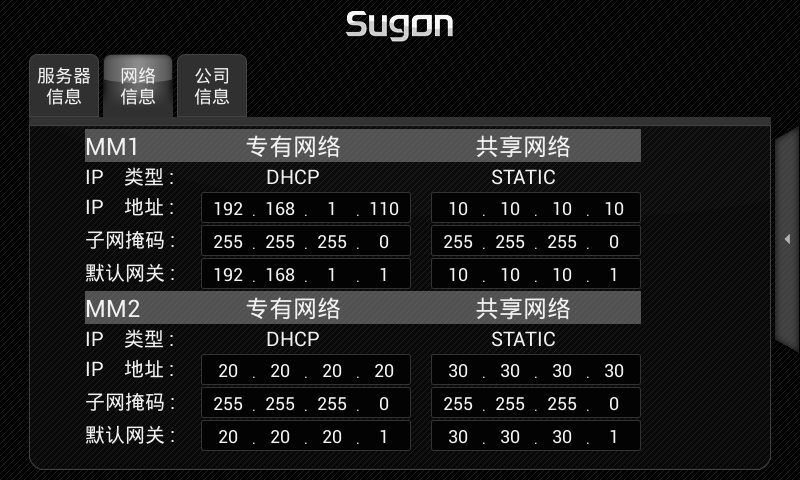 Sugon
服务器
信息
网络
信息
公司
信息
MM1 专有网络 共享网络
IP 类型： DHCP STATIC
IP 地址： 192 . 168 . 1 . 110 10 . 10 . 10 . 10
子网掩码： 255 . 255 . 255 . 0 255 . 255 . 255 . 0
默认网关： 192 . 168 . 1 . 1 10 . 10 . 10 . 1
MM2 专有网络 共享网络
IP 类型： DHCP STATIC
IP 地址： 20 . 20 . 20 . 20 30 . 30 . 30 . 30
子网掩码： 255 . 255 . 255 . 0 255 . 255 . 255 . 0
默认网关： 20 . 20 . 20 . 1 30 . 30 . 30 . 1